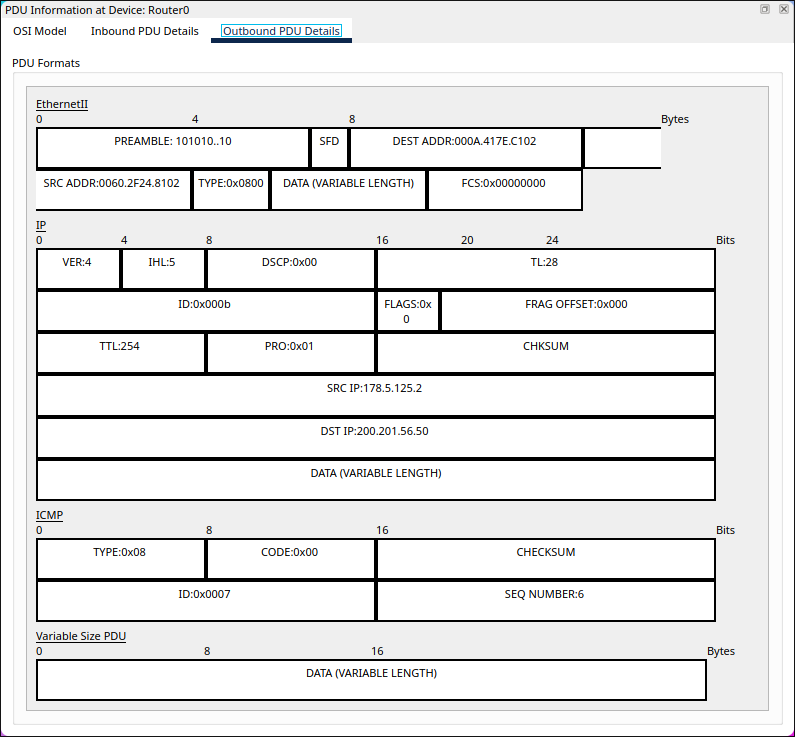 PDU Information at Device: Router0
OSI Model Inbound PDU Details Outbound PDU Details
PDU Formats
EthernetII
0 4 8 Bytes
PREAMBLE: 101010..10 SFD DEST ADDR:000A.417E.C102
SRC ADDR:0060.2F24.8102 TYPE:0x0800 DATA (VARIABLE LENGTH) FCS:0x00000000
IP
0 4 8 16 20 24 Bits
VER:4 IHL:5 DSCP:0x00 TL:28
ID:0x000b FLAGS:0x FRAG OFFSET:0x000
0
TTL:254 PRO:0x01 CHKSUM
SRC IP:178.5.125.2
DST IP:200.201.56.50
DATA (VARIABLE LENGTH)
ICMP
0 8 16 Bits
TYPE:0x08 CODE:0x00 CHECKSUM
ID:0x0007 SEQ NUMBER:6
Variable Size PDU
0 8 16 Bytes
DATA (VARIABLE LENGTH)